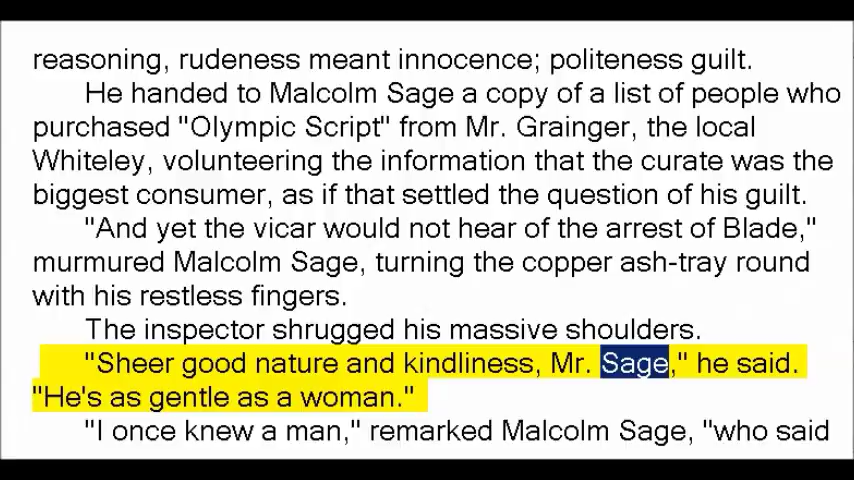 reasoning, rudeness meant innocence; politeness guilt.
He handed to Malcolm Sage a copy of a list of people who
purchased "Olympic Script" from Mr. Grainger, the local
Whiteley, volunteering the information that the curate was the
biggest consumer, as if that settled the question of his guilt.
"And yet the vicar would not hear of the arrest of Blade,"
murmured Malcolm Sage, turning the copper ash-tray round
with his restless fingers.
The inspector shrugged his massive shoulders.
"Sheer good nature and kindliness, Mr. Sage," he said.
"He's as gentle as a woman."
"I once knew a man," remarked Malcolm Sage, "who said